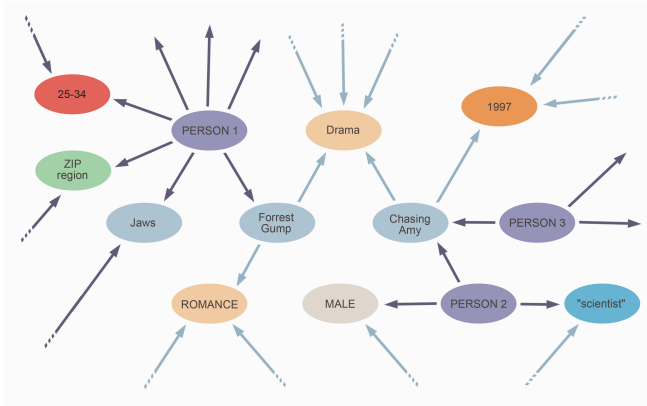 25-34
PERSON 1
Drama
1997
ZIP
region
Jaws
Forrest
Gump
Chasing
Amy
PERSON 3
ROMANCE
MALE
PERSON 2
"scientist"